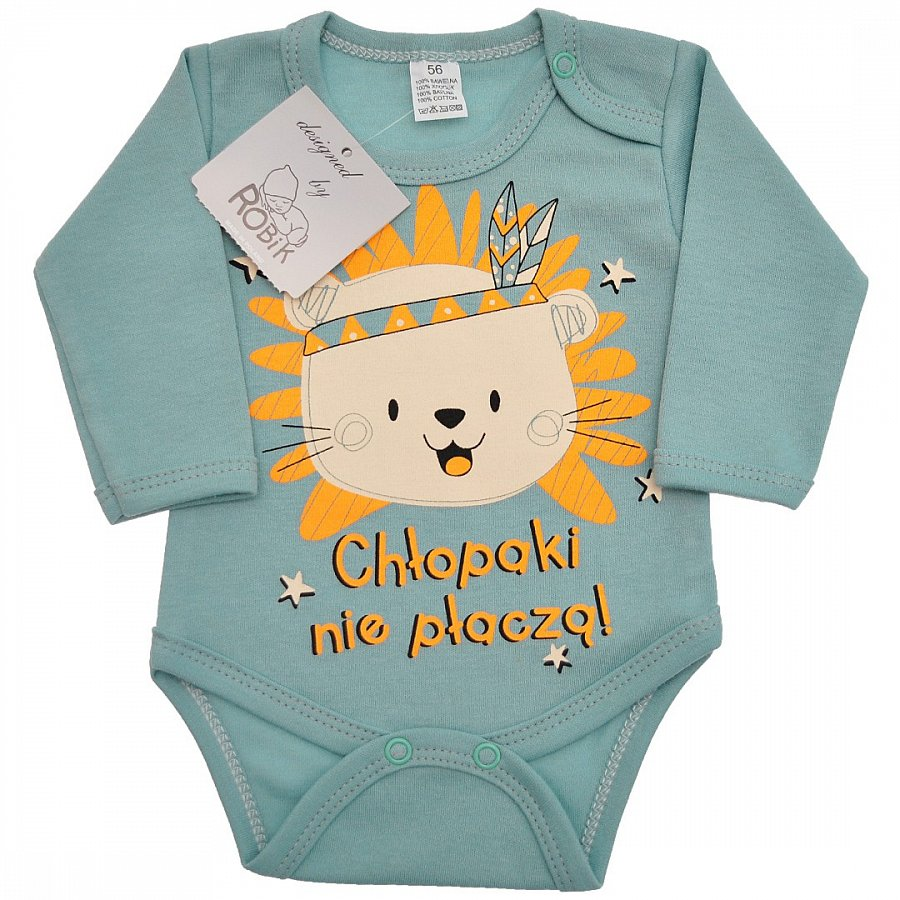 56
100% BAWEŁNA
100% COTTON
designed
by
ROBiK
Chłopaki
nie płaczą!